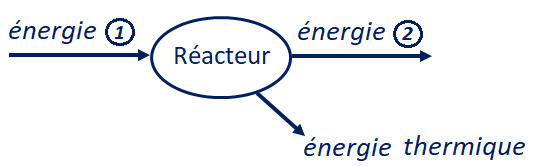 énergie ①
Réacteur
énergie ②
énergie thermique